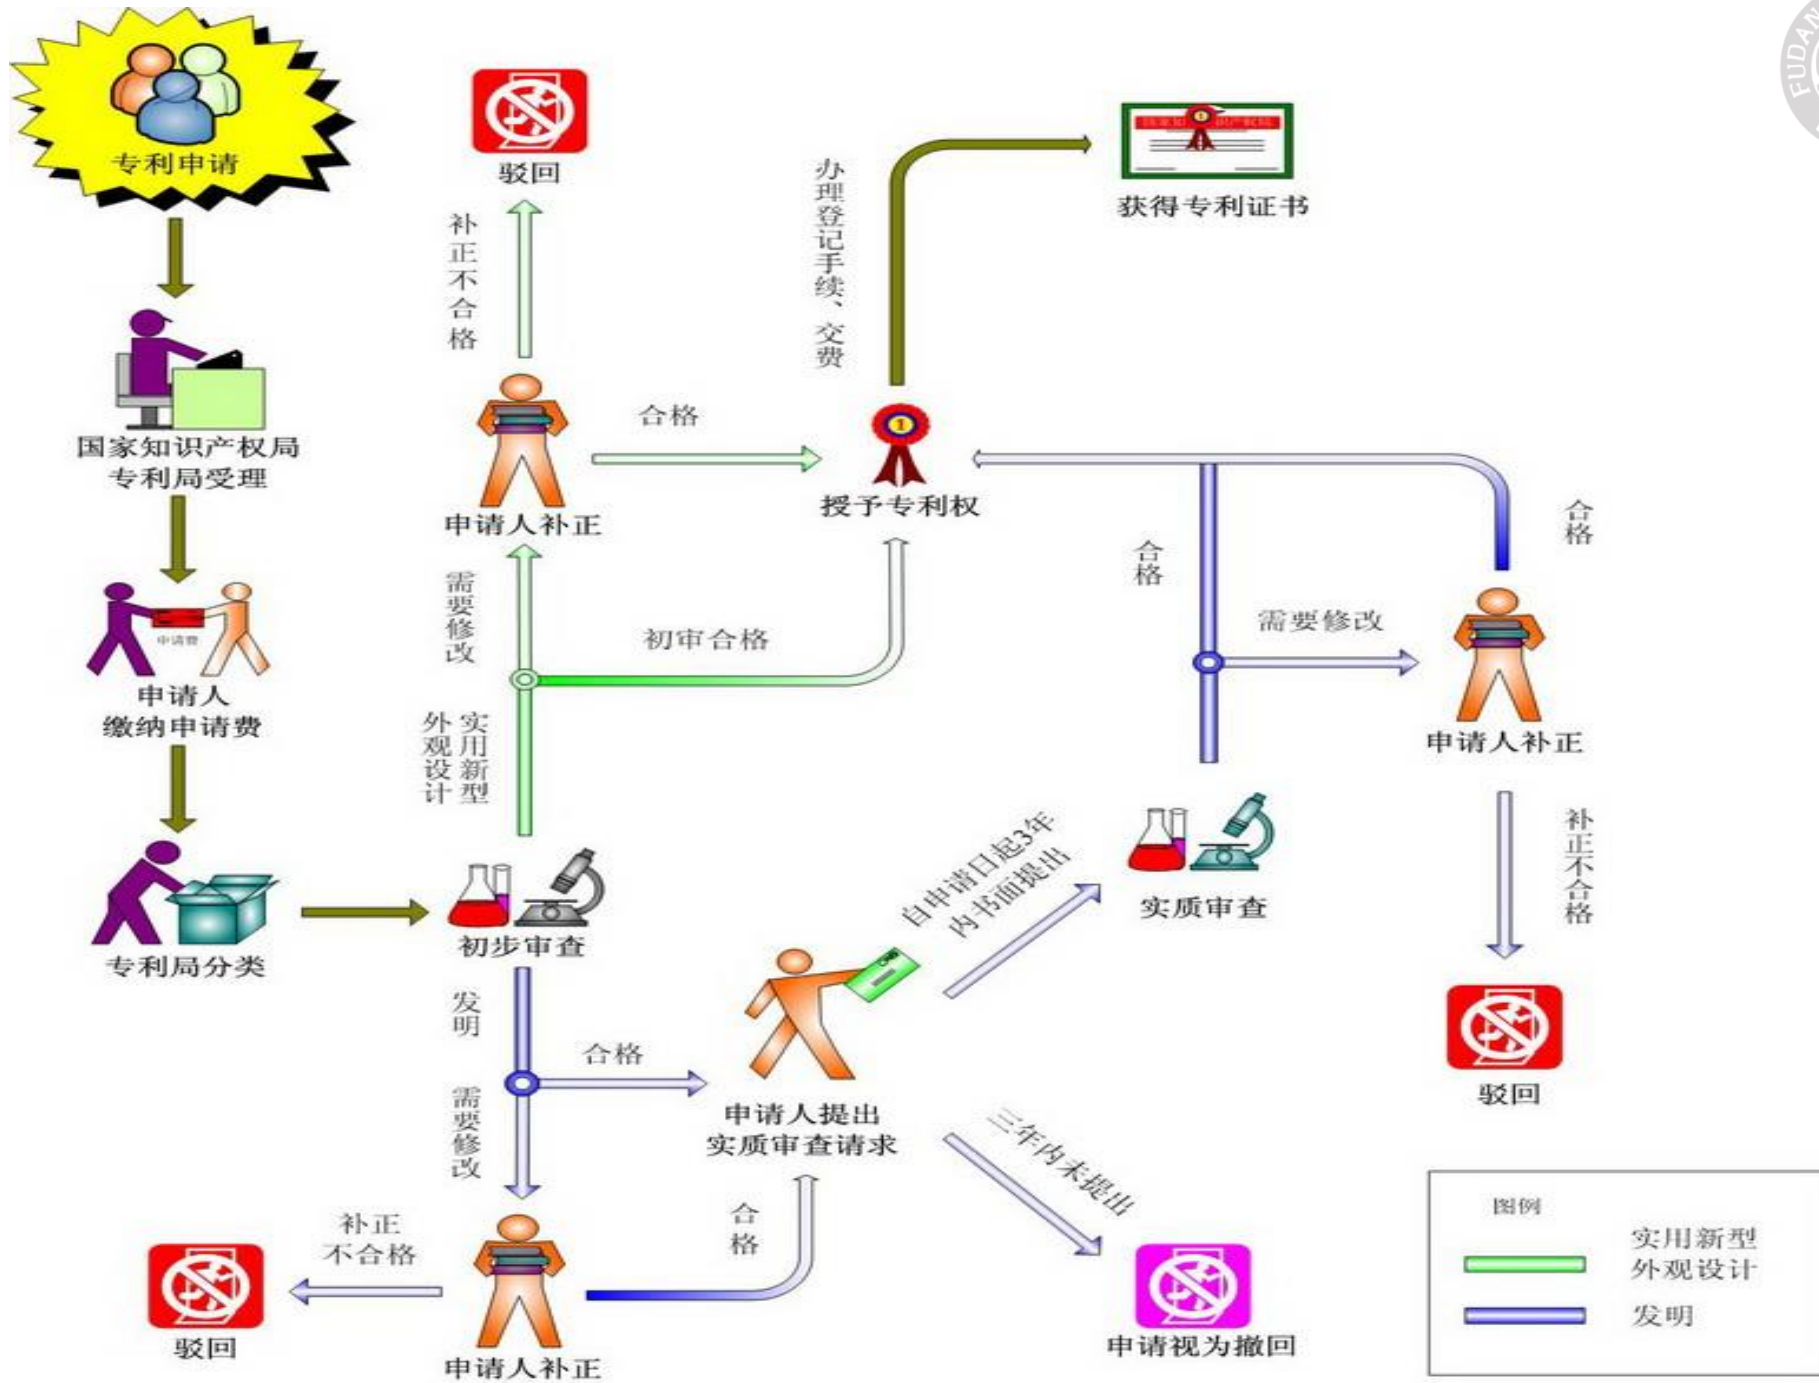 专利申请
国家知识产权局
专利局受理
申请费
申请人
缴纳申请费
专利局分类
初步审查
实用新型
外观设计
需要修改
申请人补正
补正不合格
驳回
合格
初审合格
授予专利权
办理登记手续、交费
获得专利证书
发明
合格
需要修改
申请人补正
补正
不合格
驳回
合格
申请人提出
实质审查请求
自申请日起3年
内书面提出
三年内未提出
申请视为撤回
实质审查
合格
需要修改
申请人补正
合格
补正不合格
驳回
图例
实用新型
外观设计
发明
FUDAN